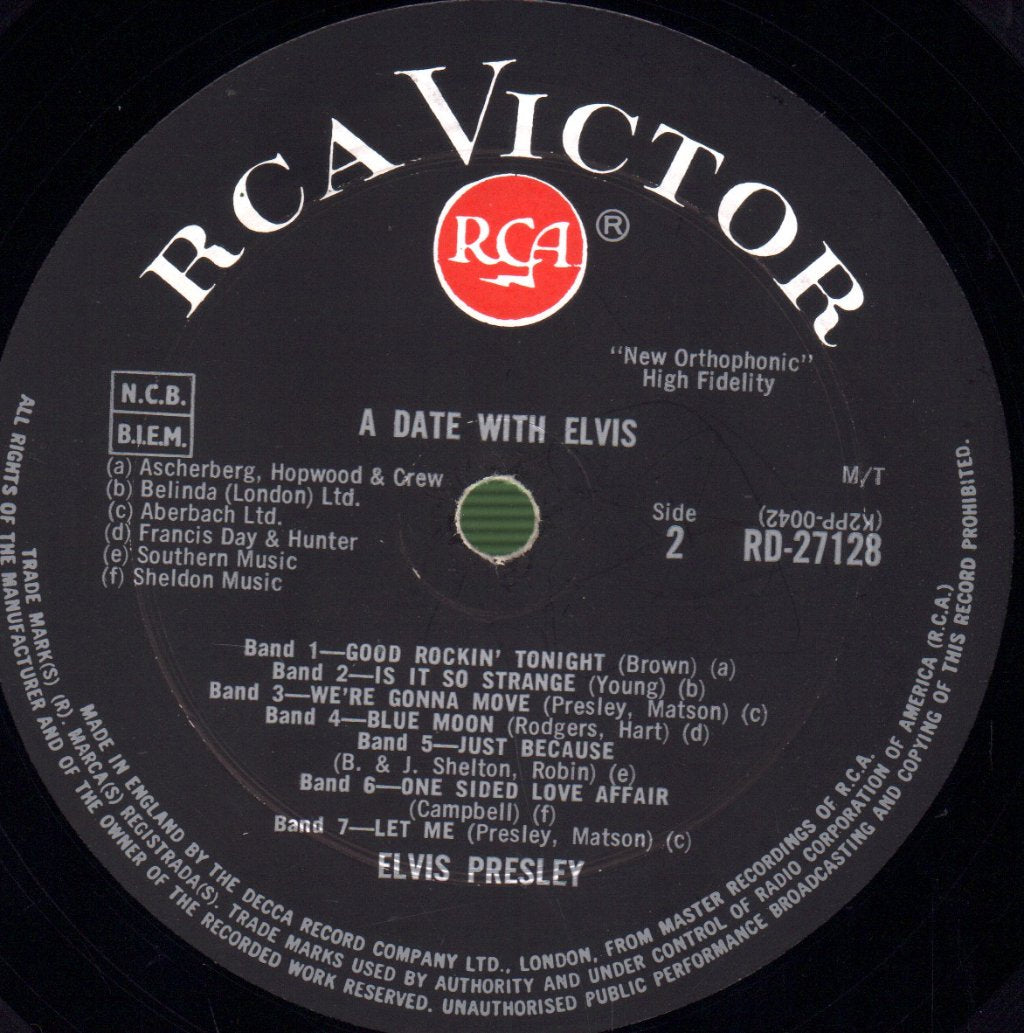 RCA VICTOR
RCA ®
"New Orthophonic"
High Fidelity
N.C.B.
B.I.E.M.
A DATE WITH ELVIS
(a) Ascherberg, Hopwood & Crew
(b) Belinda (London) Ltd.
(c) Aberbach Ltd.
(d) Francis Day & Hunter
(e) Southern Music
(f) Sheldon Music
M/T
Side
2
(K2PP-0042)
RD-27128
Band 1—GOOD ROCKIN' TONIGHT (Brown) (a)
Band 2—IS IT SO STRANGE (Young) (b)
Band 3—WE'RE GONNA MOVE (Presley, Matson) (c)
Band 4—BLUE MOON (Rodgers, Hart) (d)
Band 5—JUST BECAUSE
(B. & J. Shelton, Robin) (e)
Band 6—ONE SIDED LOVE AFFAIR
(Campbell) (f)
Band 7—LET ME (Presley, Matson) (c)
ELVIS PRESLEY
MADE IN ENGLAND BY THE DECCA RECORD COMPANY LTD., LONDON, FROM MASTER RECORDINGS OF R.C.A.
TRADE MARK(S) (R). MARCA(S) REGISTRADA(S). TRADE MARKS USED BY AUTHORITY AND UNDER CONTROL OF RADIO CORPORATION OF AMERICA (R.C.A.)
ALL RIGHTS OF THE MANUFACTURER AND OF THE OWNER OF THE RECORDED WORK RESERVED. UNAUTHORISED PUBLIC PERFORMANCE BROADCASTING AND COPYING OF THIS RECORD PROHIBITED.